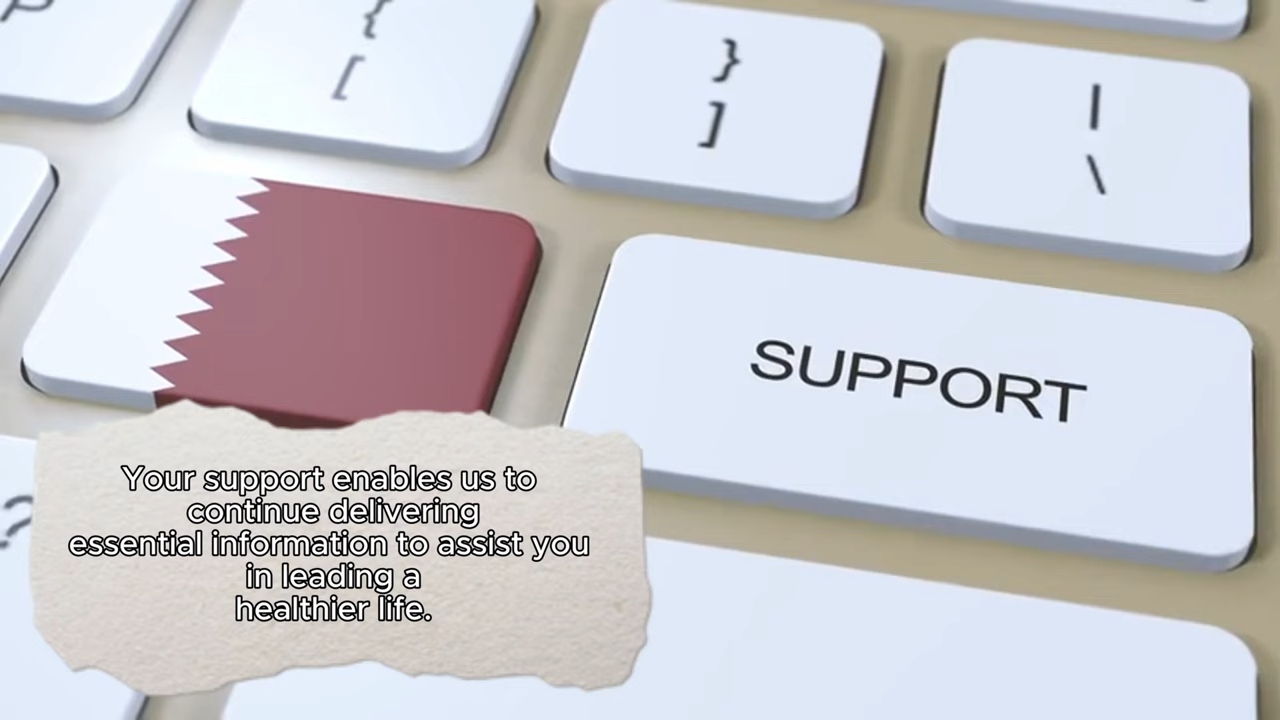 P
{
[
}
]
|
\
SUPPORT
?
Your support enables us to
continue delivering
essential information to assist you
in leading a
healthier life.